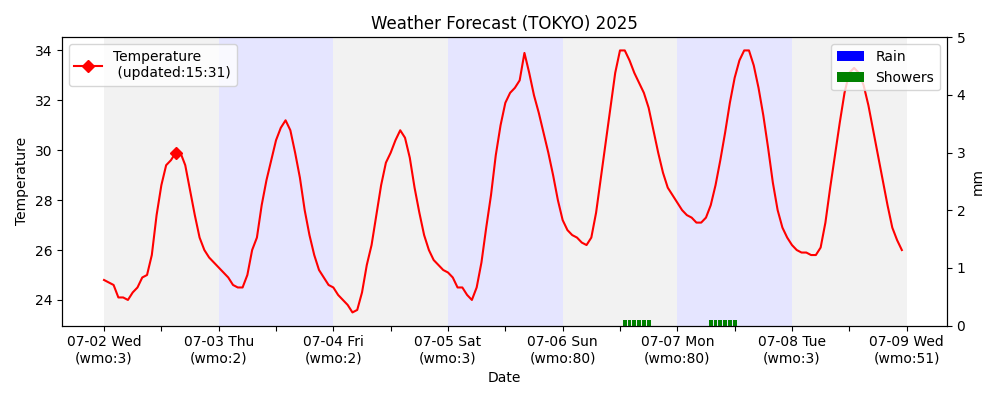 Weather Forecast (TOKYO) 2025
Temperature
(updated:15:31)
Rain
Showers
34
32
30
28
26
24
Temperature
5
4
3
2
1
0
mm
07-02 Wed
(wmo:3)
07-03 Thu
(wmo:2)
07-04 Fri
(wmo:2)
07-05 Sat
(wmo:3)
07-06 Sun
(wmo:80)
07-07 Mon
(wmo:80)
07-08 Tue
(wmo:3)
07-09 Wed
(wmo:51)
Date